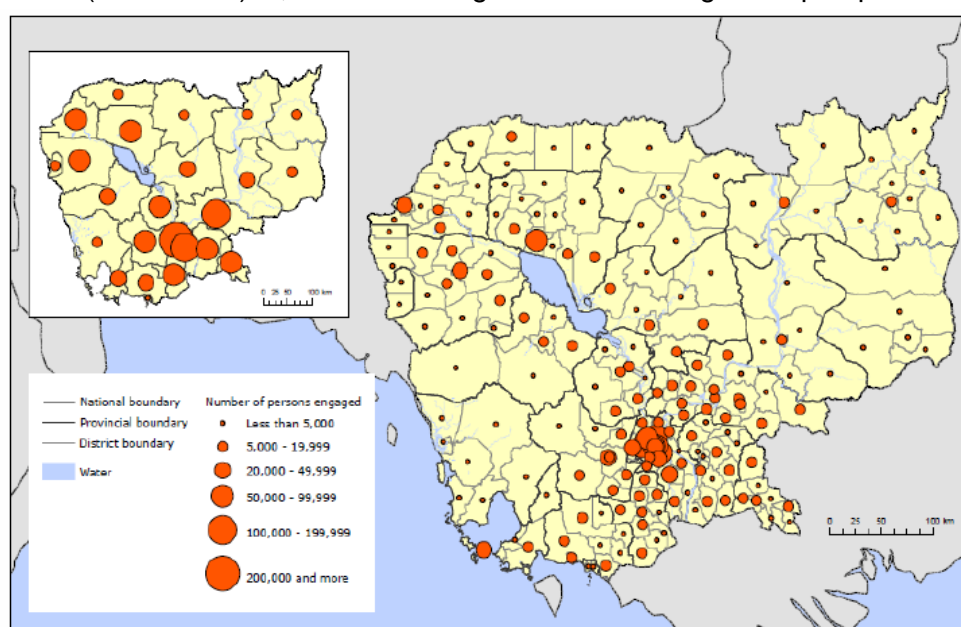 0 25 50 100 km
National boundary
Provincial boundary
District boundary
Water
Number of persons engaged
Less than 5,000
5,000 - 19,999
20,000 - 49,999
50,000 - 99,999
100,000 - 199,999
200,000 and more
0 25 50 100 km